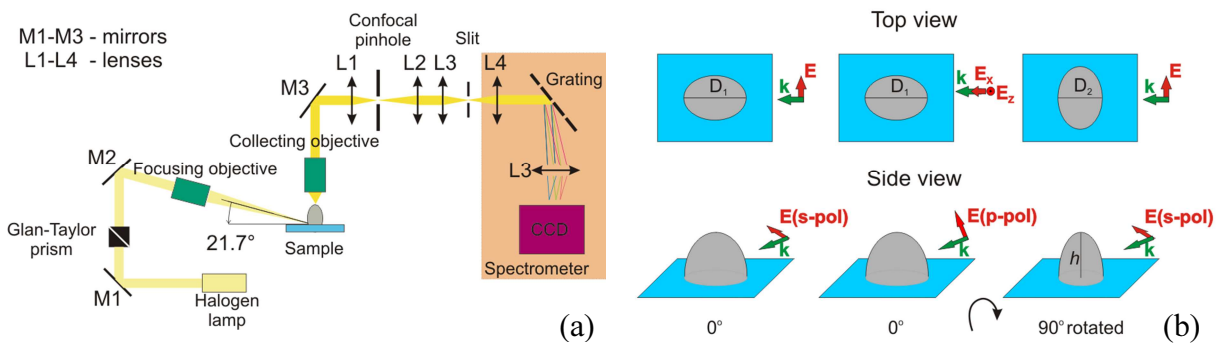 M1-M3 - mirrors
L1-L4 - lenses
Confocal
pinhole
Slit
L1
L2
L3
L4
Grating
M3
Collecting objective
M2
Focusing objective
L3
Glan-Taylor
prism
21.7°
Sample
CCD
Spectrometer
M1
Halogen
lamp
(a)
Top view
D1
k
E
D1
k
Ex
Ez
D2
k
E
Side view
E(s-pol)
k
E(p-pol)
k
E(s-pol)
k
h
0°
0°
90° rotated
(b)